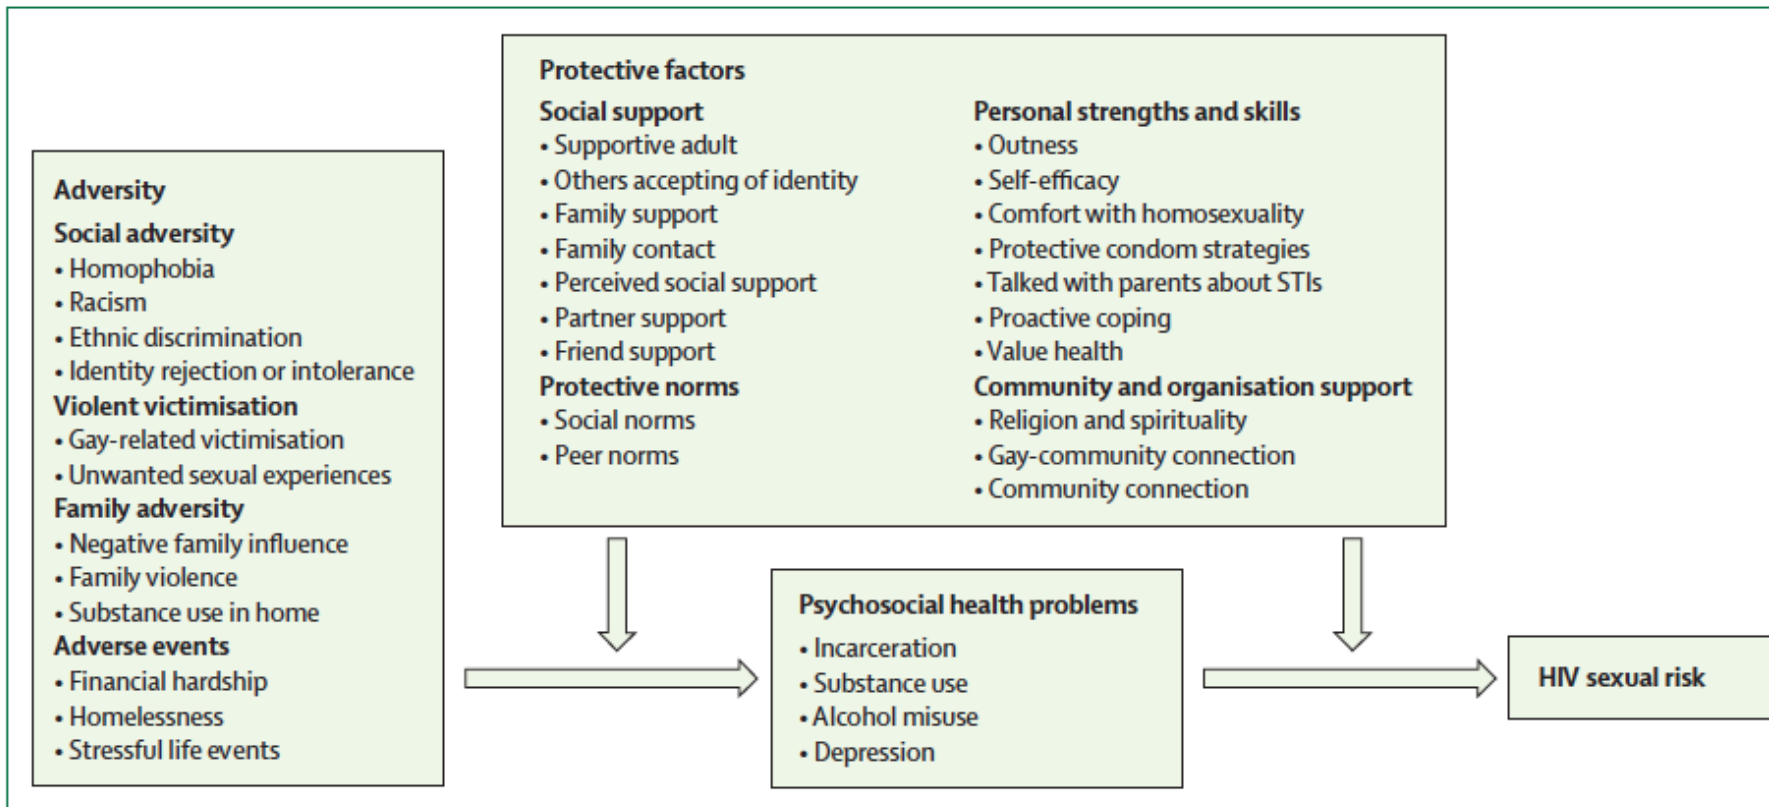 Protective factors
Social support
• Supportive adult
• Others accepting of identity
• Family support
• Family contact
• Perceived social support
• Partner support
• Friend support
Protective norms
• Social norms
• Peer norms
Personal strengths and skills
• Outness
• Self-efficacy
• Comfort with homosexuality
• Protective condom strategies
• Talked with parents about STIs
• Proactive coping
• Value health
Community and organisation support
• Religion and spirituality
• Gay-community connection
• Community connection
Adversity
Social adversity
• Homophobia
• Racism
• Ethnic discrimination
• Identity rejection or intolerance
Violent victimisation
• Gay-related victimisation
• Unwanted sexual experiences
Family adversity
• Negative family influence
• Family violence
• Substance use in home
Adverse events
• Financial hardship
• Homelessness
• Stressful life events
Psychosocial health problems
• Incarceration
• Substance use
• Alcohol misuse
• Depression
HIV sexual risk